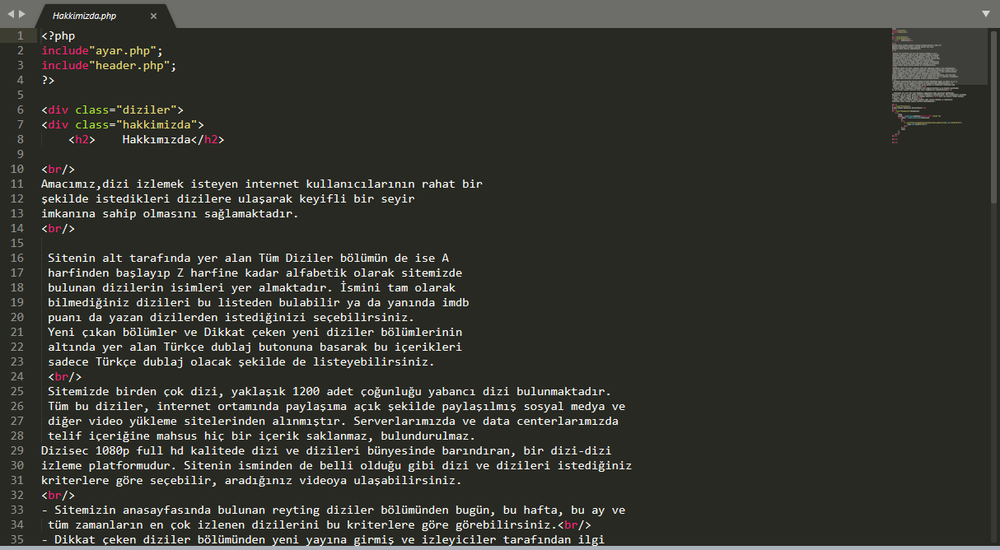 Hakkimizda.php
1 <?php
2 include"ayar.php";
3 include"header.php";
4 ?>
5
6 <div class="diziler">
7 <div class="hakkimizda">
8 <h2> Hakkımızda</h2>
9
10 <br/>
11 Amacımız,dizi izlemek isteyen internet kullanıcılarının rahat bir
12 şekilde istedikleri dizilere ulaşarak keyifli bir seyir
13 imkanına sahip olmasını sağlamaktadır.
14 <br/>
15
16 Sitenin alt tarafında yer alan Tüm Diziler bölümün de ise A
17 harfinden başlayıp Z harfine kadar alfabetik olarak sitemizde
18 bulunan dizilerin isimleri yer almaktadır. İsmini tam olarak
19 bilmediğiniz dizileri bu listeden bulabilir ya da yanında imdb
20 puanı da yazan dizilerden istediğinizi seçebilirsiniz.
21 Yeni çıkan bölümler ve Dikkat çeken yeni diziler bölümlerinin
22 altında yer alan Türkçe dublaj butonuna basarak bu içerikleri
23 sadece Türkçe dublaj olacak şekilde de listeyebilirsiniz.
24 <br/>
25 Sitemizde birden çok dizi, yaklaşık 1200 adet çoğunluğu yabancı dizi bulunmaktadır.
26 Tüm bu diziler, internet ortamında paylaşıma açık şekilde paylaşılmış sosyal medya ve
27 diğer video yükleme sitelerinden alınmıştır. Serverlarımızda ve data centerlarımızda
28 telif içeriğine mahsus hiç bir içerik saklanmaz, bulundurulmaz.
29 Dizisec 1080p full hd kalitede dizi ve dizileri bünyesinde barındıran, bir dizi-dizi
30 izleme platformudur. Sitenin isminden de belli olduğu gibi dizi ve dizileri istediğiniz
31 kriterlere göre seçebilir, aradığınız videoya ulaşabilirsiniz.
32 <br/>
33 - Sitemizin anasayfasında bulunan reyting diziler bölümünden bugün, bu hafta, bu ay ve
34 tüm zamanların en çok izlenen dizilerini bu kriterlere göre görebilirsiniz.<br/>
35 - Dikkat çeken diziler bölümünden yeni yayına girmiş ve izleyiciler tarafından ilgi